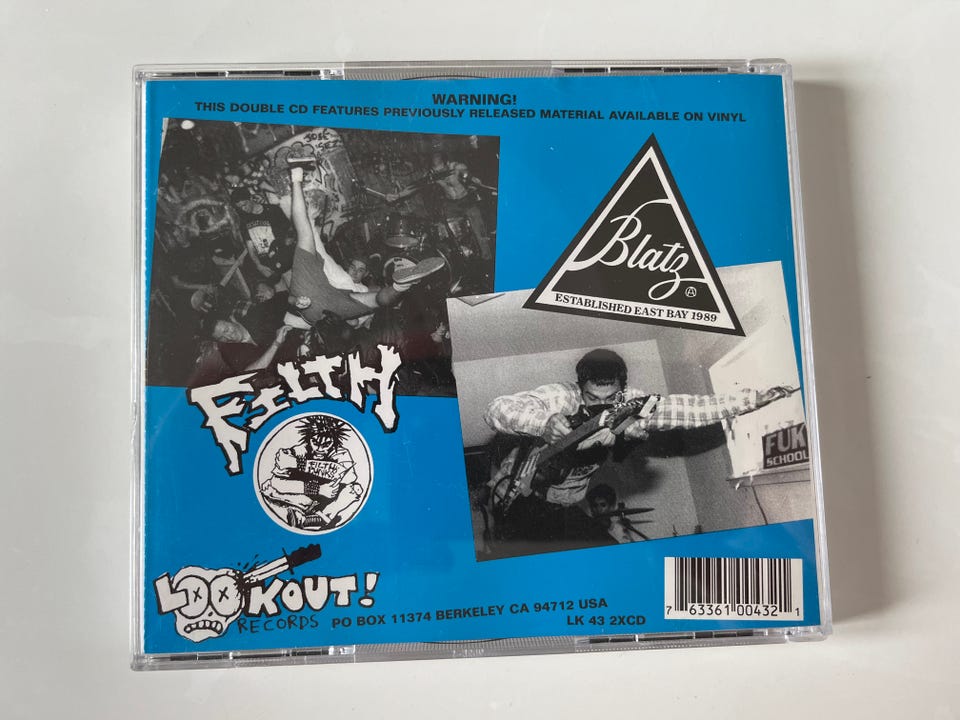 WARNING!
THIS DOUBLE CD FEATURES PREVIOUSLY RELEASED MATERIAL AVAILABLE ON VINYL
Blatz
ESTABLISHED EAST BAY 1989
FILTH
FILTH
FUK
SCHOOL
LOOKOUT!
RECORDS
PO BOX 11374 BERKELEY CA 94712 USA
LK 43 2XCD
7 63361 00432 1